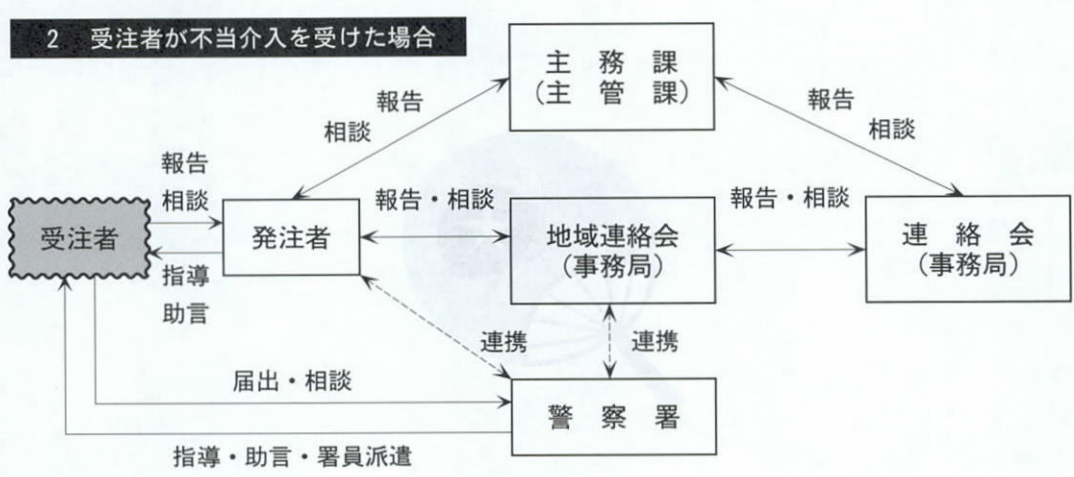 2 受注者が不当介入を受けた場合
主務課
(主管課)
報告
相談
報告
相談
報告
相談
受注者
発注者
報告・相談
地域連絡会
(事務局)
報告・相談
連絡会
(事務局)
指導
助言
連携
連携
届出・相談
警察署
指導・助言・署員派遣